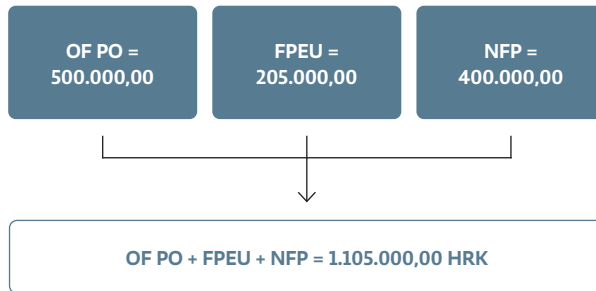 OF PO =
500.000,00
FPEU =
205.000,00
NFP =
400.000,00
OF PO + FPEU + NFP = 1.105.000,00 HRK